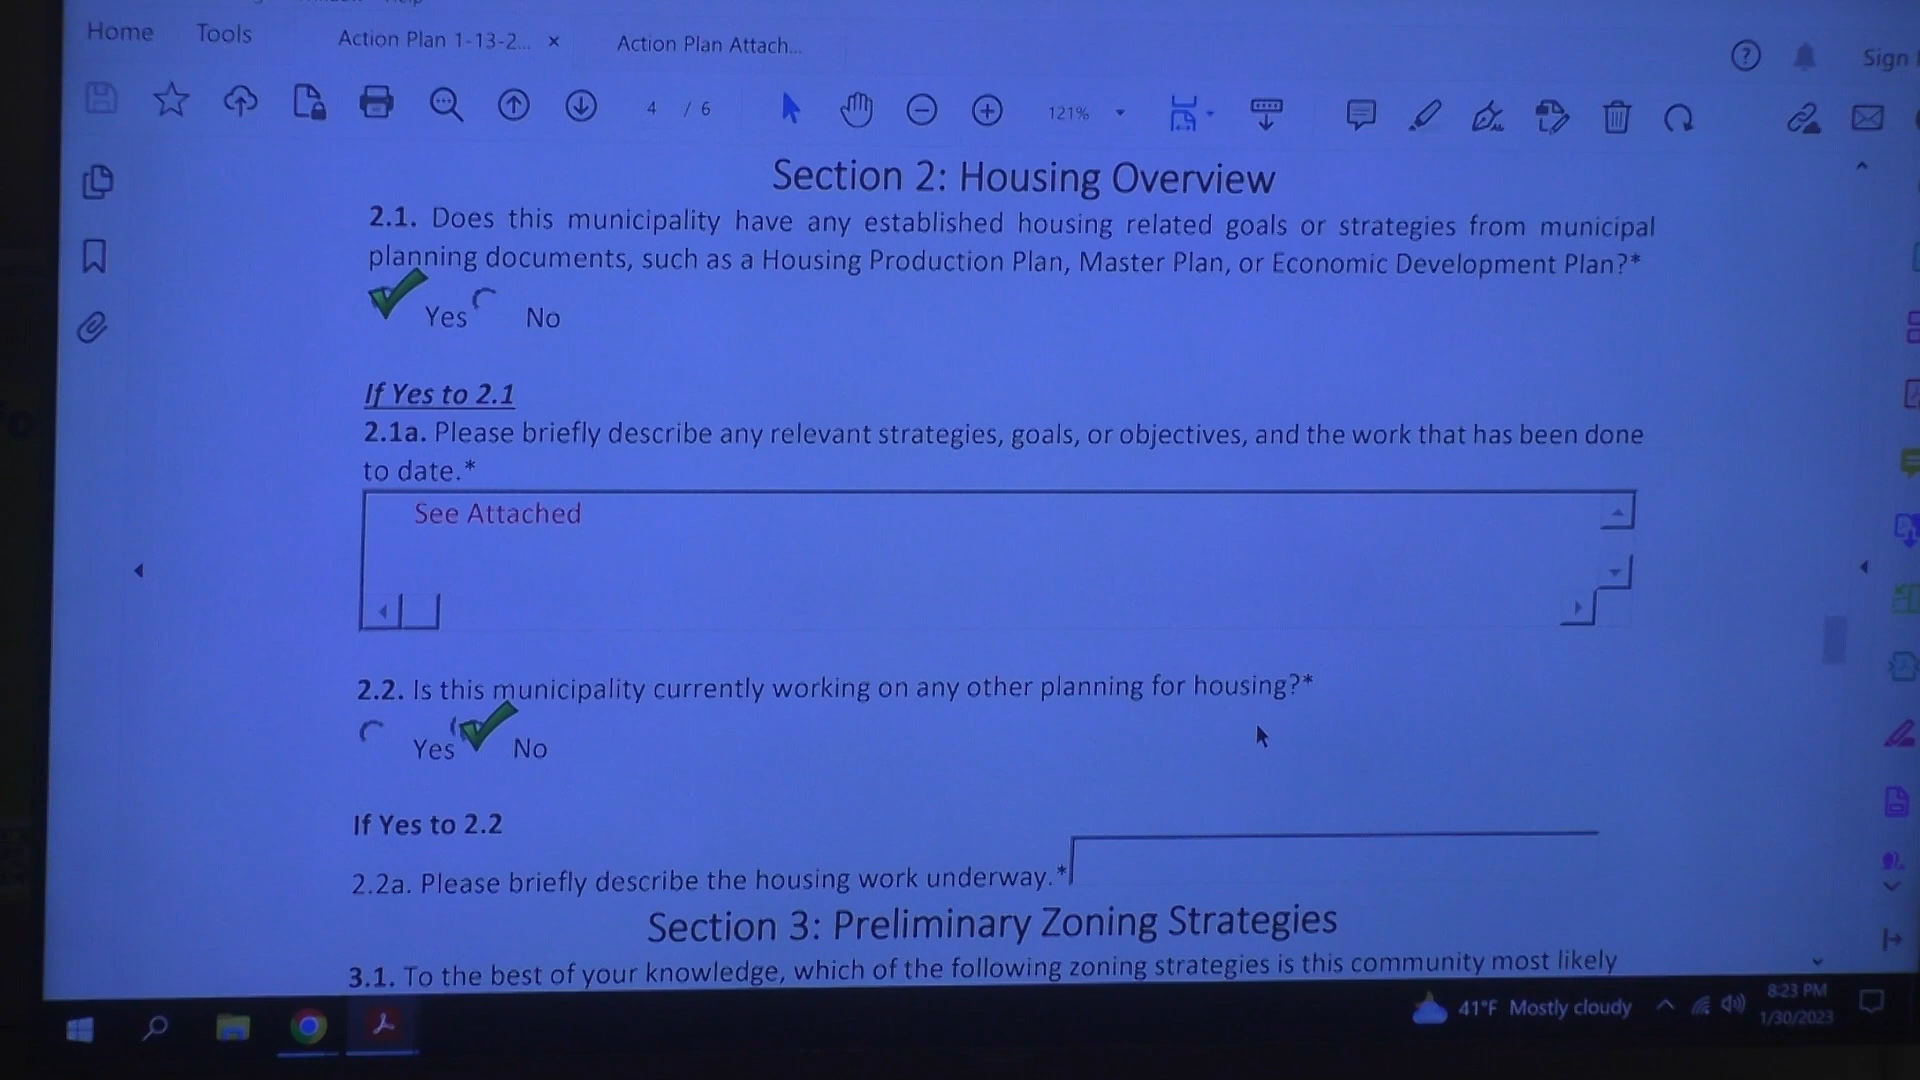 Home Tools Action Plan 1-13-2... × Action Plan Attach...
Sign
4 / 6 121%
Section 2: Housing Overview
2.1. Does this municipality have any established housing related goals or strategies from municipal
planning documents, such as a Housing Production Plan, Master Plan, or Economic Development Plan?*
Yes No
If Yes to 2.1
2.1a. Please briefly describe any relevant strategies, goals, or objectives, and the work that has been done
to date.*
See Attached
2.2. Is this municipality currently working on any other planning for housing?*
Yes No
If Yes to 2.2
2.2a. Please briefly describe the housing work underway.*
Section 3: Preliminary Zoning Strategies
3.1. To the best of your knowledge, which of the following zoning strategies is this community most likely
41°F Mostly cloudy
8:23 PM
1/30/2023